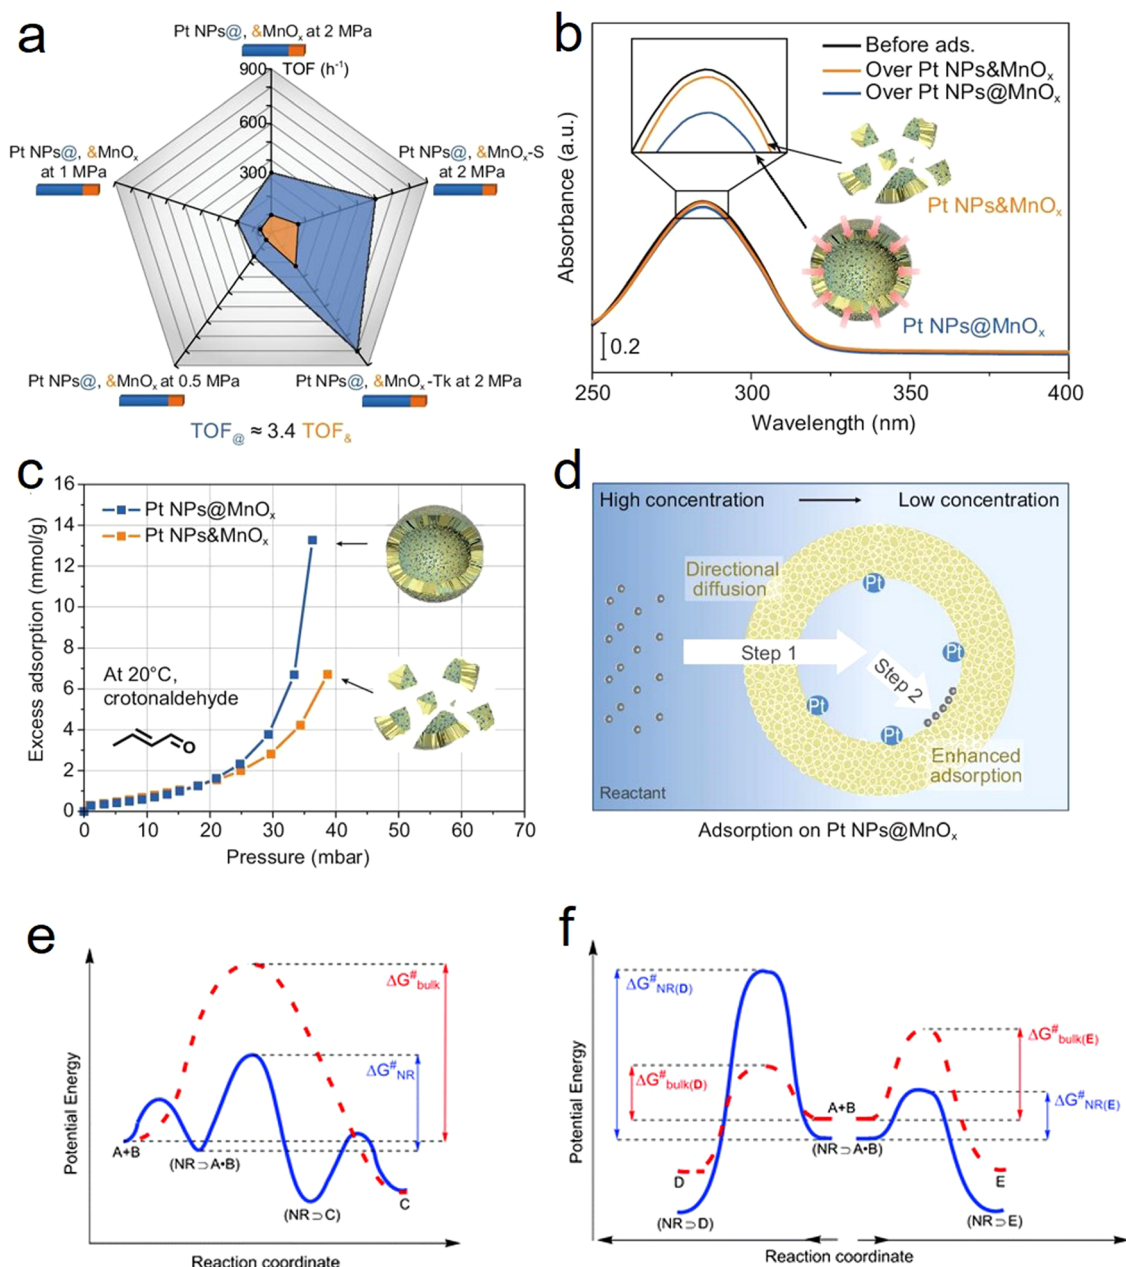 a
Pt NPs@, &MnOₓ at 2 MPa
900
TOF (h⁻¹)
600
300
Pt NPs@, &MnOₓ
at 1 MPa
Pt NPs@, &MnOₓ-S
at 2 MPa
Pt NPs@, &MnOₓ at 0.5 MPa
Pt NPs@, &MnOₓ-Tk at 2 MPa
TOF@ ≈ 3.4 TOF&
b
Before ads.
Over Pt NPs&MnOₓ
Over Pt NPs@MnOₓ
Absorbance (a.u.)
Pt NPs&MnOₓ
Pt NPs@MnOₓ
0.2
250
300
350
400
Wavelength (nm)
c
16
14
12
10
8
6
4
2
0
Excess adsorption (mmol/g)
Pt NPs@MnOₓ
Pt NPs&MnOₓ
At 20°C,
crotonaldehyde
O
0
10
20
30
40
50
60
70
Pressure (mbar)
d
High concentration
Low concentration
Directional
diffusion
Pt
Pt
Pt
Pt
Step 1
Step 2
Enhanced
adsorption
Reactant
Adsorption on Pt NPs@MnOₓ
e
Potential Energy
ΔG#bulk
ΔG#NR
A+B
(NR⊃A•B)
(NR⊃C)
C
Reaction coordinate
f
Potential Energy
ΔG#NR(D)
ΔG#bulk(D)
ΔG#bulk(E)
ΔG#NR(E)
A+B
(NR⊃A•B)
D
E
(NR⊃D)
(NR⊃E)
Reaction coordinate